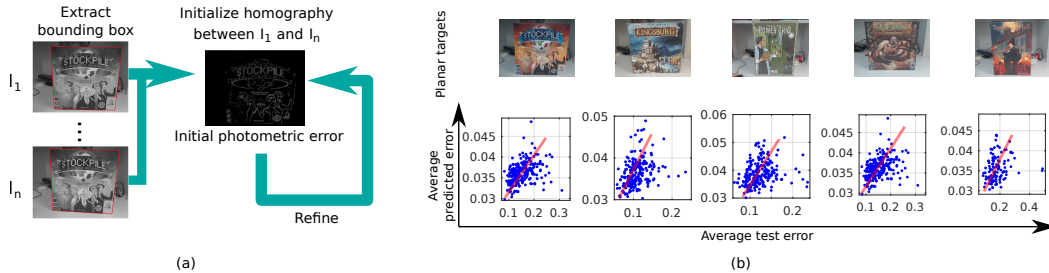 Extract
bounding box
Initialize homography
between I1 and In
I1
STOCKPILE
In
STOCKPILE
Initial photometric error
Refine
(a)
Planar targets
STOCKPILE
KINGSBURG
POWER GRID
Average
predicted error
0.045
0.04
0.035
0.03
0.1 0.2 0.3
0.05
0.04
0.03
0.1 0.2
0.06
0.05
0.04
0.03
0.1 0.2
0.045
0.04
0.035
0.03
0.1 0.2 0.3
0.045
0.04
0.035
0.03
0.2 0.4
Average test error
(b)